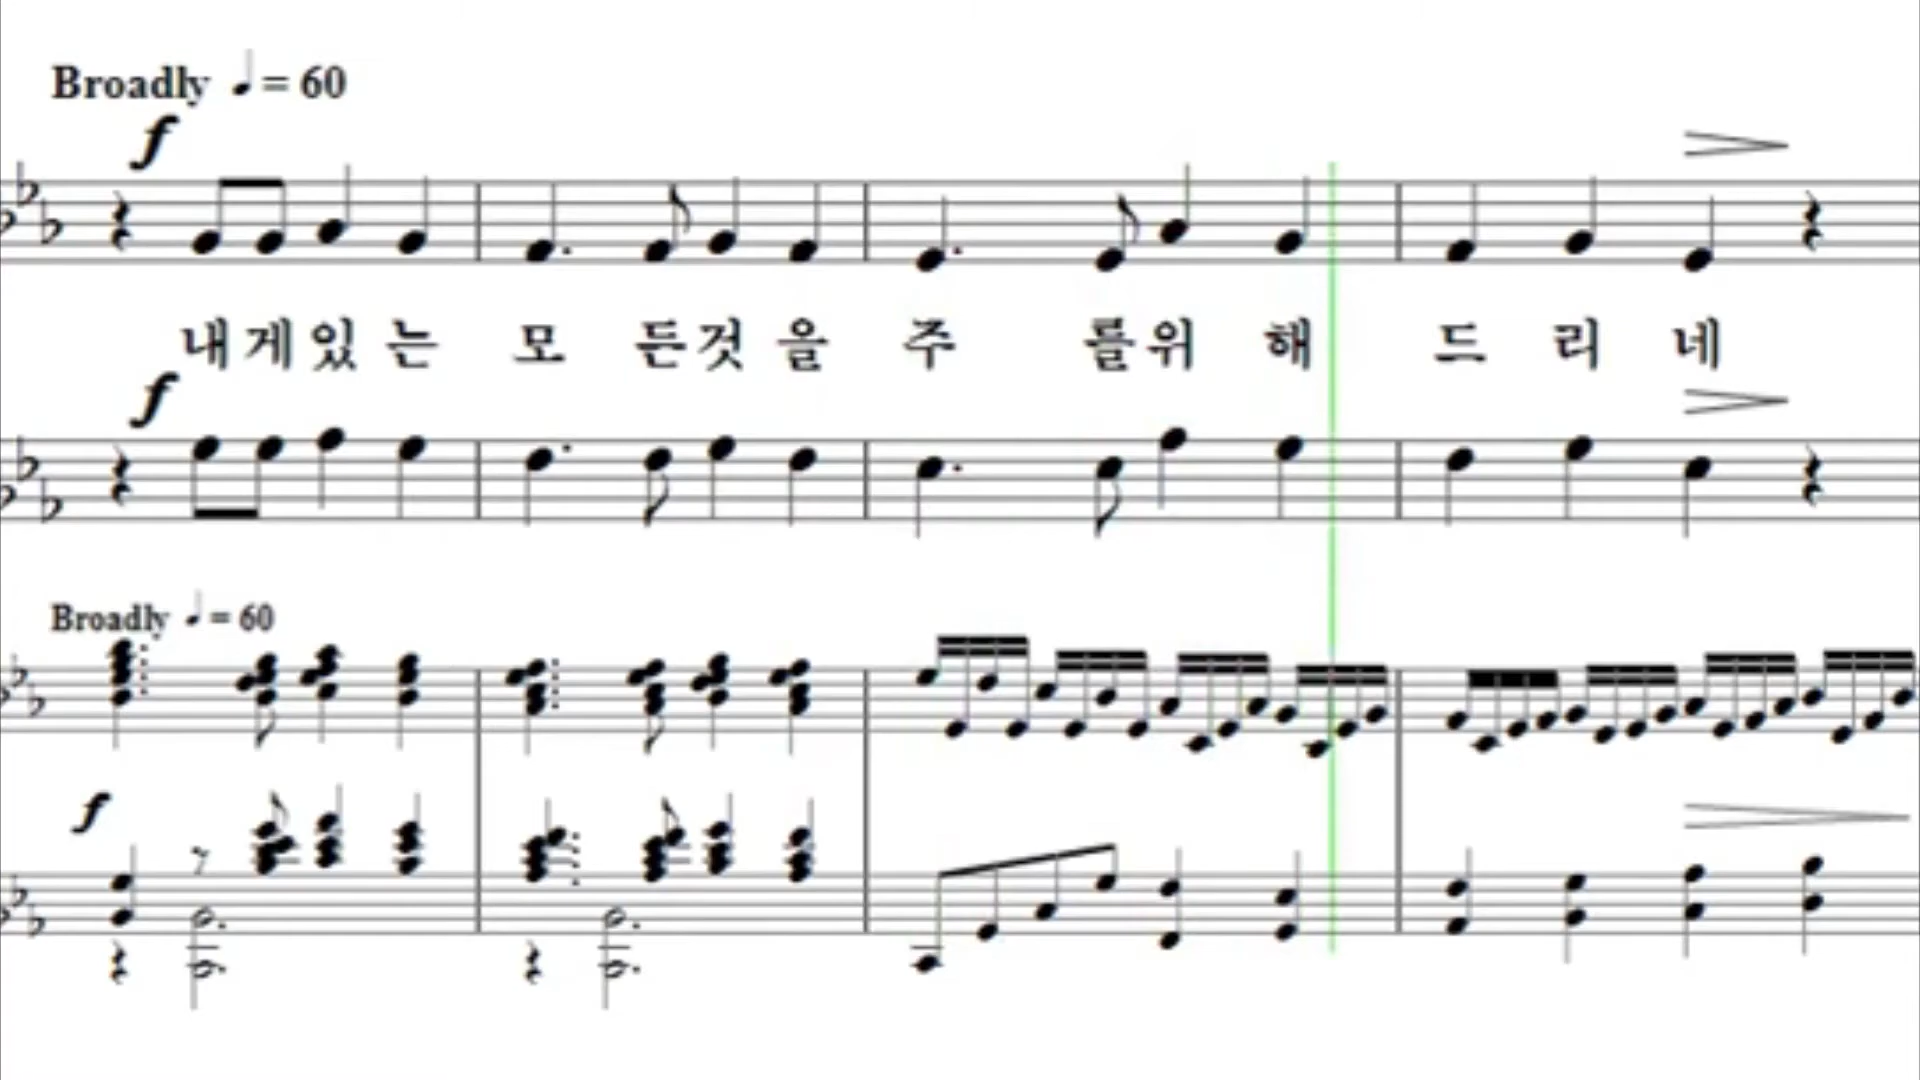 Broadly ♩ = 60
f
내게있는 모 든것을 주 를위 해 드 리 네
f
Broadly ♩ = 60
f